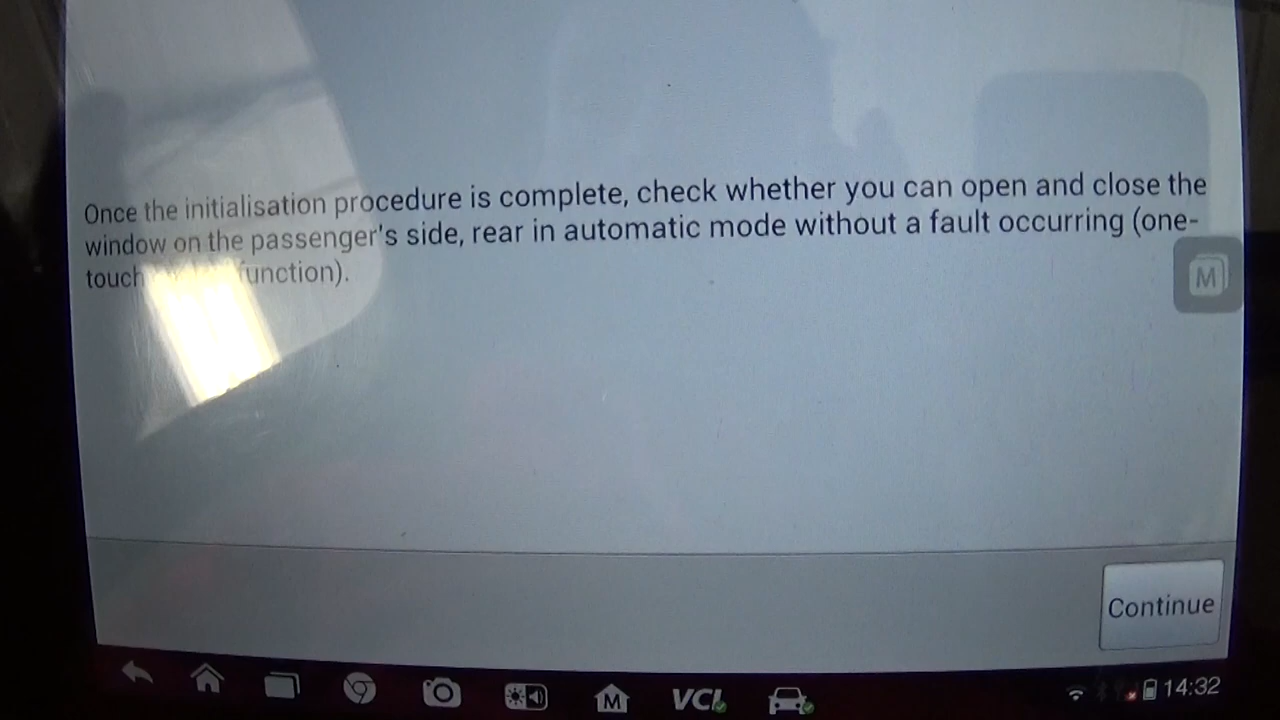 Once the initialisation procedure is complete, check whether you can open and close the
window on the passenger's side, rear in automatic mode without a fault occurring (one-
touch function).
M
Continue
M
VCI
14:32